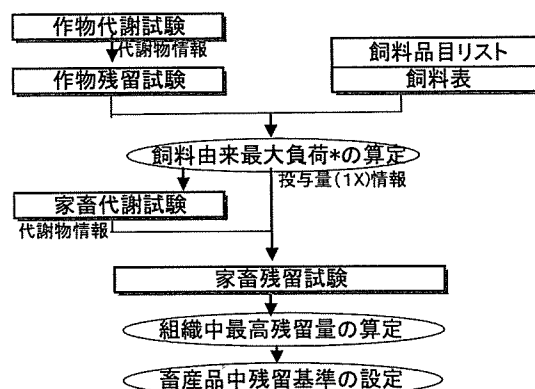 作物代謝試験
代謝物情報
作物残留試験
飼料品目リスト
飼料表
飼料由来最大負荷*の算定
投与量(1X)情報
家畜代謝試験
代謝物情報
家畜残留試験
組織中最高残留量の算定
畜産品中残留基準の設定